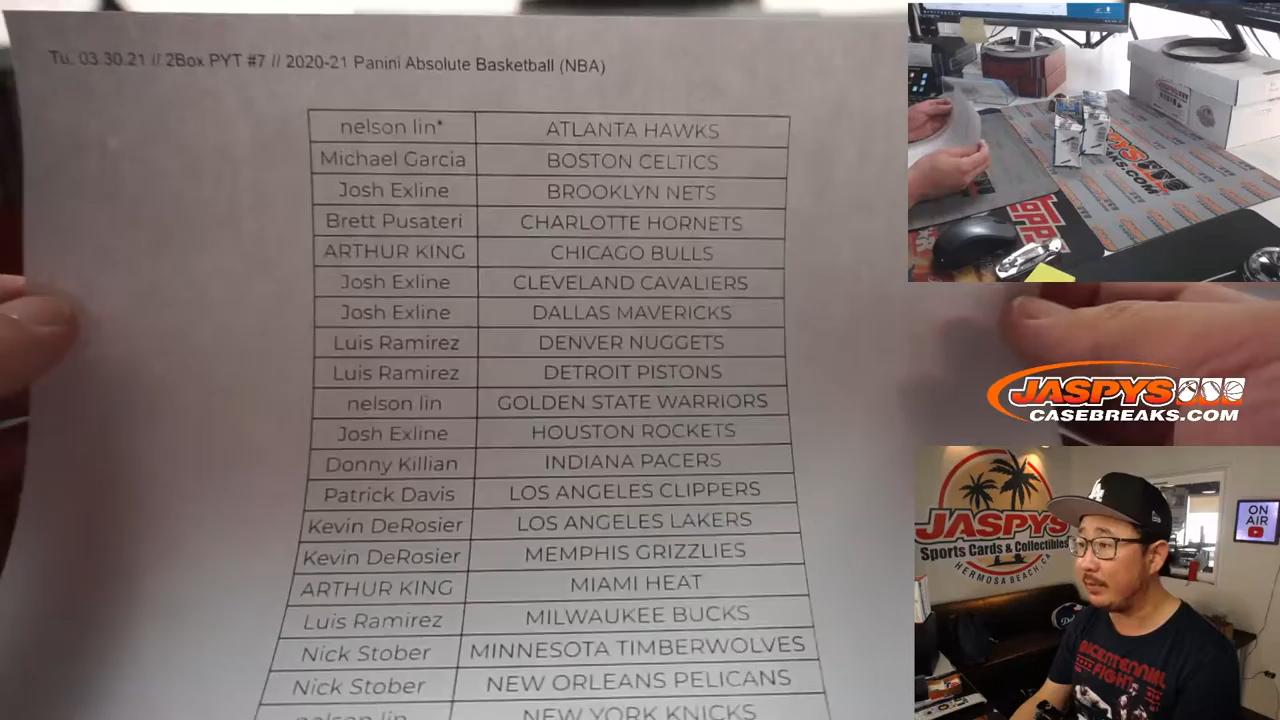 Tu. 03.30.21 // 2Box PYT #7 // 2020-21 Panini Absolute Basketball (NBA)
nelson lin* ATLANTA HAWKS
Michael Garcia BOSTON CELTICS
Josh Exline BROOKLYN NETS
Brett Pusateri CHARLOTTE HORNETS
ARTHUR KING CHICAGO BULLS
Josh Exline CLEVELAND CAVALIERS
Josh Exline DALLAS MAVERICKS
Luis Ramirez DENVER NUGGETS
Luis Ramirez DETROIT PISTONS
nelson lin GOLDEN STATE WARRIORS
Josh Exline HOUSTON ROCKETS
Donny Killian INDIANA PACERS
Patrick Davis LOS ANGELES CLIPPERS
Kevin DeRosier LOS ANGELES LAKERS
Kevin DeRosier MEMPHIS GRIZZLIES
ARTHUR KING MIAMI HEAT
Luis Ramirez MILWAUKEE BUCKS
Nick Stober MINNESOTA TIMBERWOLVES
Nick Stober NEW ORLEANS PELICANS
nelson lin NEW YORK KNICKS
JASPYS
CASEBREAKS.COM
JASPYS
Sports Cards & Collectibles
HERMOSA BEACH, CA
ON
AIR
LA
BICENTENNIAL
FIGHT
JASPYS
.COM